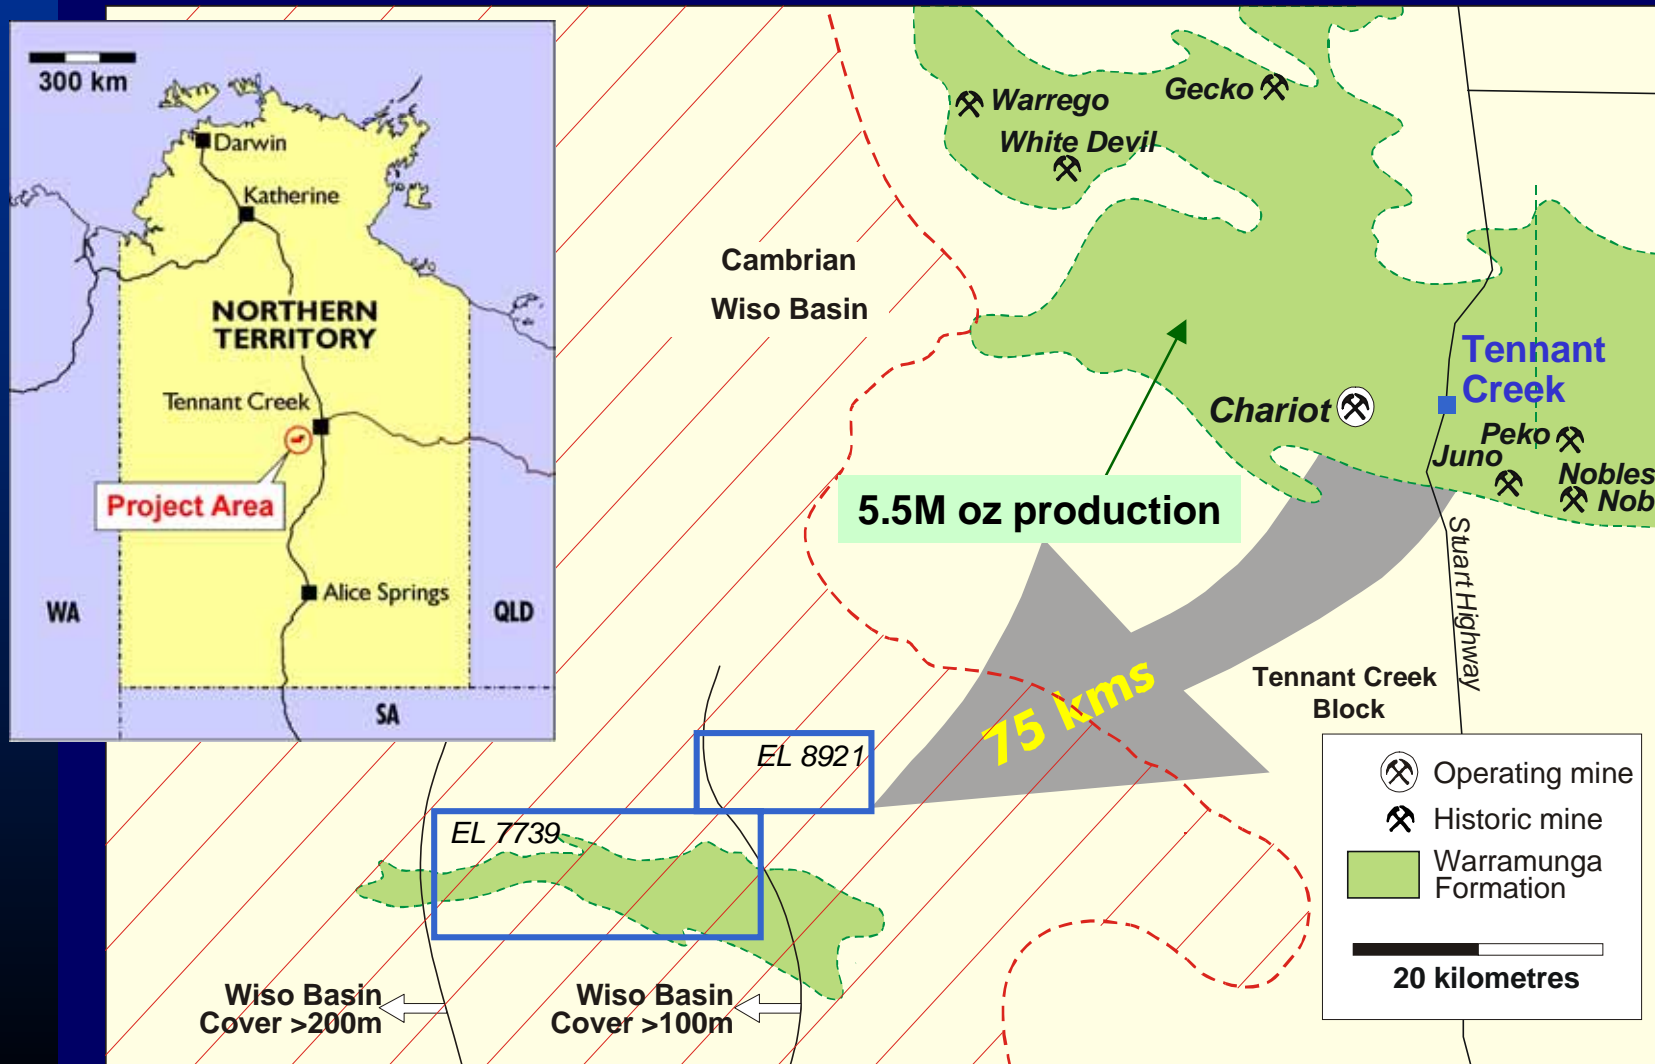 300 km
Darwin
Katherine
NORTHERN
TERRITORY
Tennant Creek
Project Area
Alice Springs
WA
QLD
SA
Warrego
Gecko
White Devil
Cambrian
Wiso Basin
Tennant
Creek
Chariot
Peko
Juno
Nobles
Nob
5.5M oz production
Stuart Highway
75 kms
Tennant Creek
Block
EL 8921
EL 7739
Wiso Basin
Cover >200m
Wiso Basin
Cover >100m
Operating mine
Historic mine
Warramunga
Formation
20 kilometres